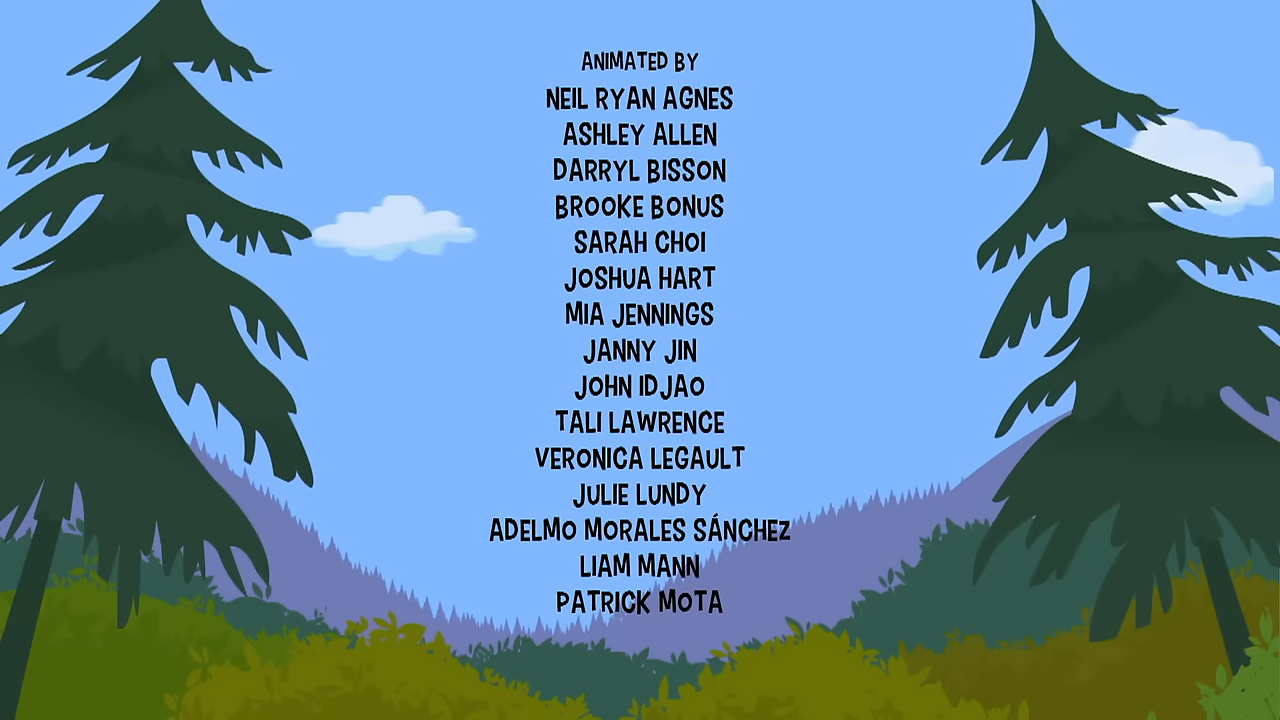 ANIMATED BY
NEIL RYAN AGNES
ASHLEY ALLEN
DARRYL BISSON
BROOKE BONUS
SARAH CHOI
JOSHUA HART
MIA JENNINGS
JANNY JIN
JOHN IDJAO
TALI LAWRENCE
VERONICA LEGAULT
JULIE LUNDY
ADELMO MORALES SÁNCHEZ
LIAM MANN
PATRICK MOTA